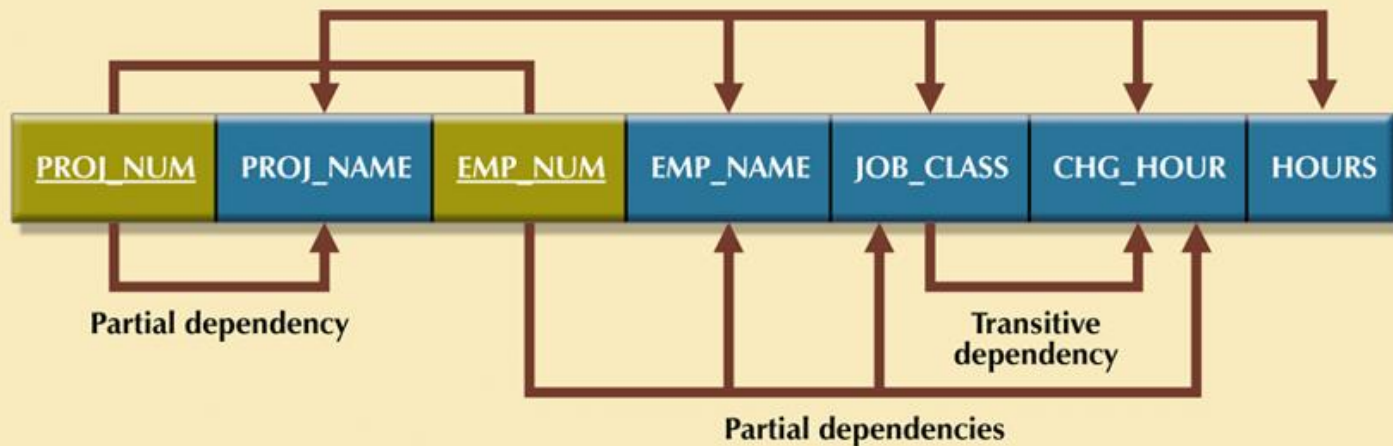 PROJ_NUM PROJ_NAME EMP_NUM EMP_NAME JOB_CLASS CHG_HOUR HOURS
Partial dependency
Transitive
dependency
Partial dependencies